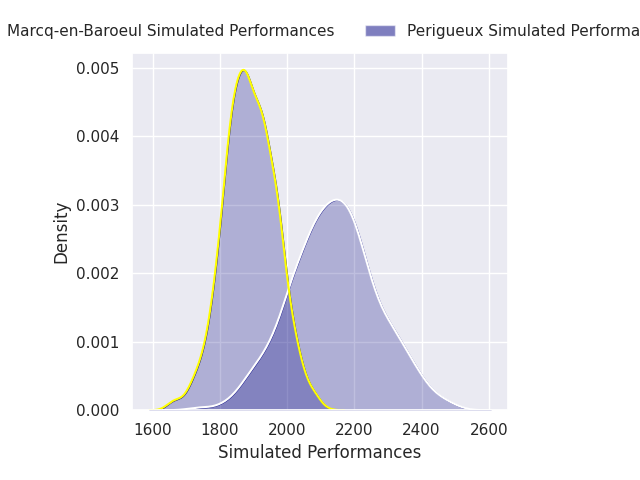 Marcq-en-Baroeul Simulated Performances
Perigueux Simulated Performa
0.005
0.004
0.003
0.002
0.001
0.000
Density
1600 1800 2000 2200 2400 2600
Simulated Performances